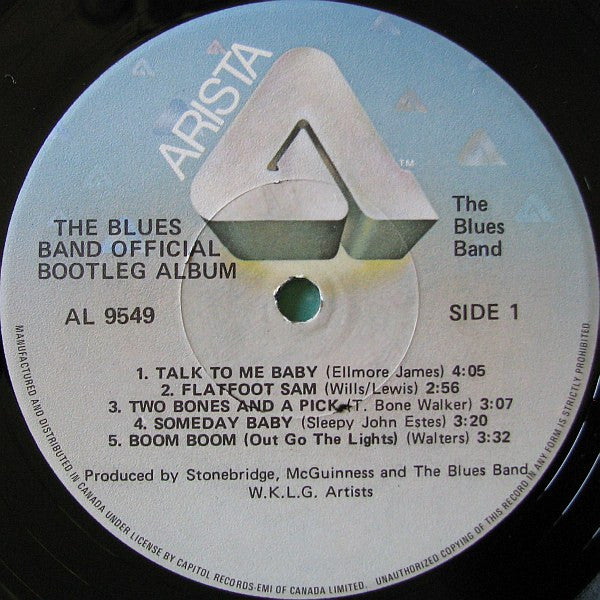 ARISTA
TM
THE BLUES
BAND OFFICIAL
BOOTLEG ALBUM
The
Blues
Band
AL 9549
SIDE 1
1. TALK TO ME BABY (Ellmore James) 4:05
2. FLATFOOT SAM (Wills/Lewis) 2:56
3. TWO BONES AND A PICK (T. Bone Walker) 3:07
4. SOMEDAY BABY (Sleepy John Estes) 3:20
5. BOOM BOOM (Out Go The Lights) (Walters) 3:32
Produced by Stonebridge, McGuinness and The Blues Band
W.K.L.G. Artists
MANUFACTURED AND DISTRIBUTED IN CANADA UNDER LICENSE BY CAPITOL RECORDS-EMI OF CANADA LIMITED. UNAUTHORIZED COPYING OF THIS RECORD IN ANY FORM IS STRICTLY PROHIBITED